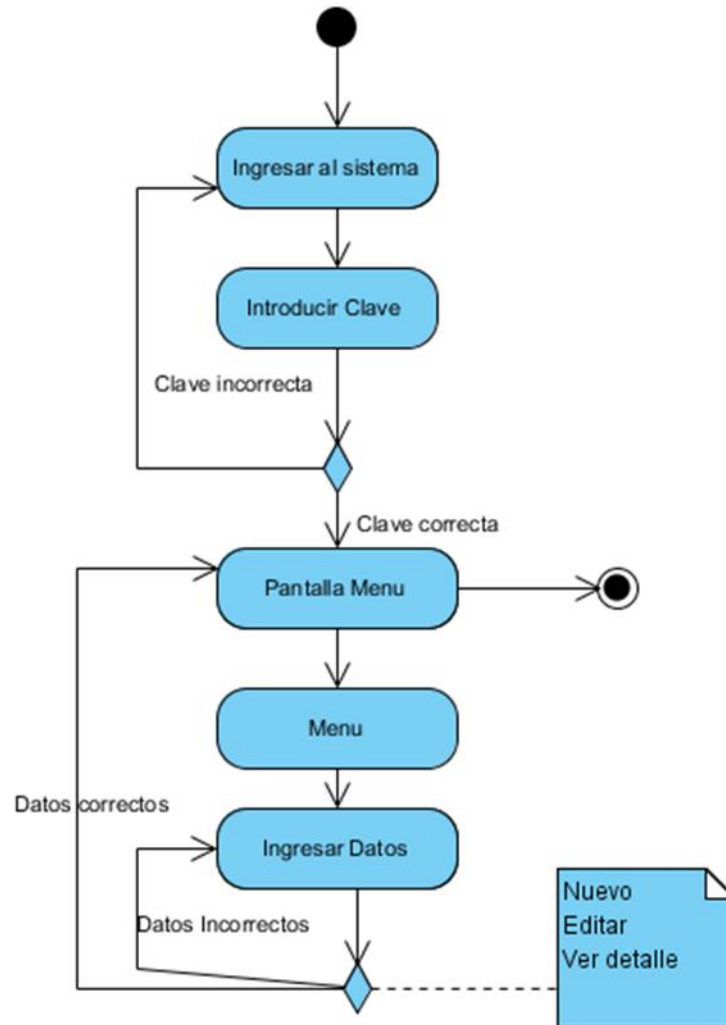 Ingresar al sistema
Introducir Clave
Clave incorrecta
Clave correcta
Pantalla Menu
Menu
Datos correctos
Ingresar Datos
Datos Incorrectos
Nuevo
Editar
Ver detalle